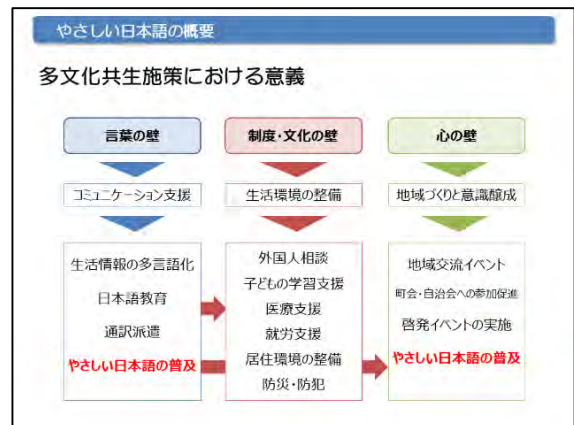 やさしい日本語の概要
多文化共生施策における意義
言葉の壁
制度・文化の壁
心の壁
コミュニケーション支援
生活環境の整備
地域づくりと意識醸成
生活情報の多言語化
日本語教育
通訳派遣
やさしい日本語の普及
外国人相談
子どもの学習支援
医療支援
就労支援
居住環境の整備
防災・防犯
地域交流イベント
町会・自治会への参加促進
啓発イベントの実施
やさしい日本語の普及